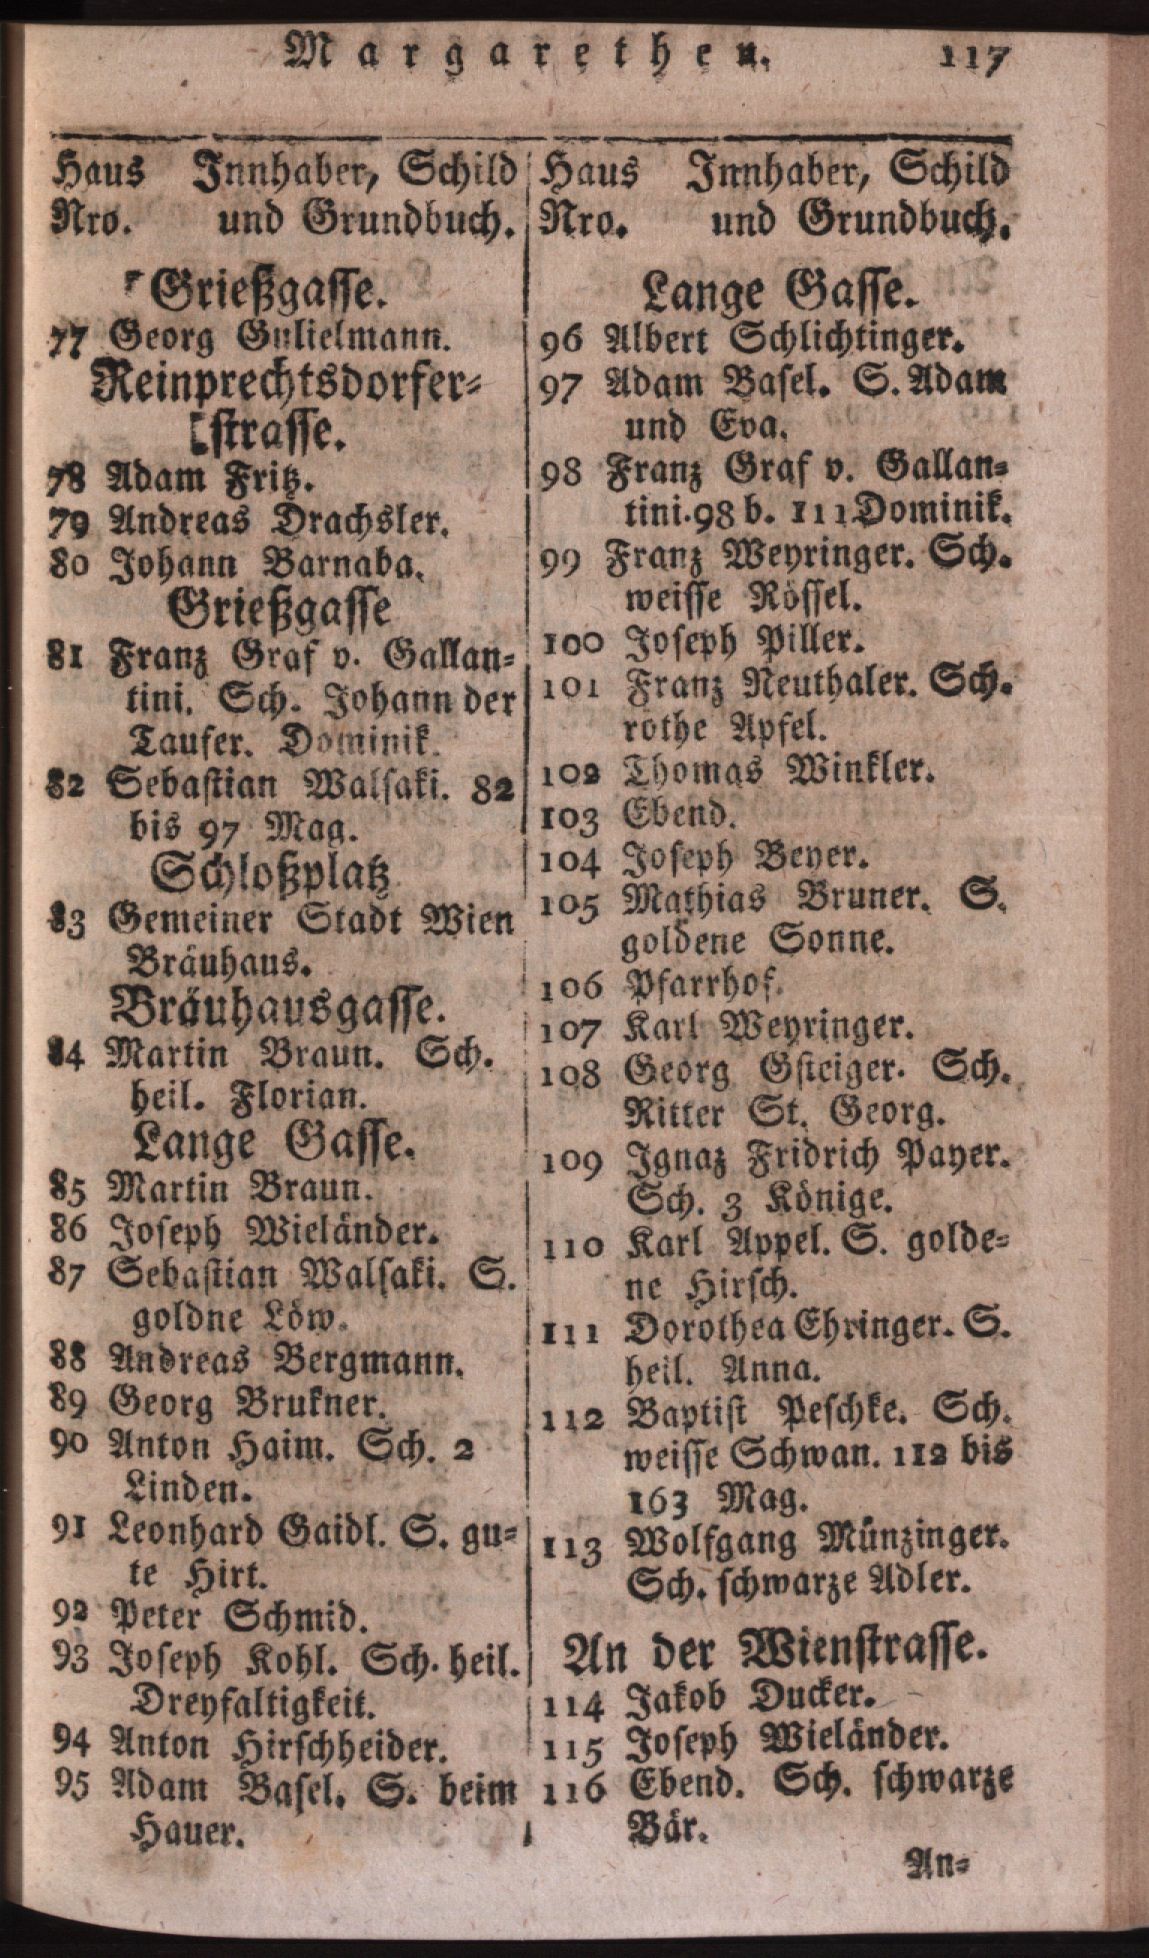 Margarethen. 117
Haus Innhaber, Schild
Nro. und Grundbuch.
Grießgasse.
77 Georg Gulielmann.
Reinprechtsdorfer-
strasse.
78 Adam Fritz.
79 Andreas Drachsler.
80 Johann Barnaba.
Grießgasse
81 Franz Graf v. Gallan-
tini. Sch. Johann der
Taufer. Dominik.
82 Sebastian Walsaki. 82
bis 97 Mag.
Schloßplatz
83 Gemeiner Stadt Wien
Bräuhaus.
Bräuhausgasse.
84 Martin Braun. Sch.
heil. Florian.
Lange Gasse.
85 Martin Braun.
86 Joseph Wieländer.
87 Sebastian Walsaki. S.
goldne Löw.
88 Andreas Bergmann.
89 Georg Brukner.
90 Anton Haim. Sch. 2
Linden.
91 Leonhard Gaidl. S. gu-
te Hirt.
92 Peter Schmid.
93 Joseph Kohl. Sch. heil.
Dreyfaltigkeit.
94 Anton Hirschheider.
95 Adam Basel. S. beim
Hauer.
Haus Innhaber, Schild
Nro. und Grundbuch.
Lange Gasse.
96 Albert Schlichtinger.
97 Adam Basel. S. Adam
und Eva.
98 Franz Graf v. Gallan-
tini. 98 b. 111 Dominik.
99 Franz Weyringer. Sch.
weisse Rössel.
100 Joseph Piller.
101 Franz Neuthaler. Sch.
rothe Apfel.
102 Thomas Winkler.
103 Ebend.
104 Joseph Beyer.
105 Mathias Bruner. S.
goldene Sonne.
106 Pfarrhof.
107 Karl Weyringer.
108 Georg Gsteiger. Sch.
Ritter St. Georg.
109 Ignaz Fridrich Payer.
Sch. 3 Könige.
110 Karl Appel. S. golde-
ne Hirsch.
111 Dorothea Ehringer. S.
heil. Anna.
112 Baptist Peschke. Sch.
weisse Schwan. 112 bis
163 Mag.
113 Wolfgang Münzinger.
Sch. schwarze Adler.
An der Wienstrasse.
114 Jakob Ducker.
115 Joseph Wieländer.
116 Ebend. Sch. schwarze
Bär.
An-